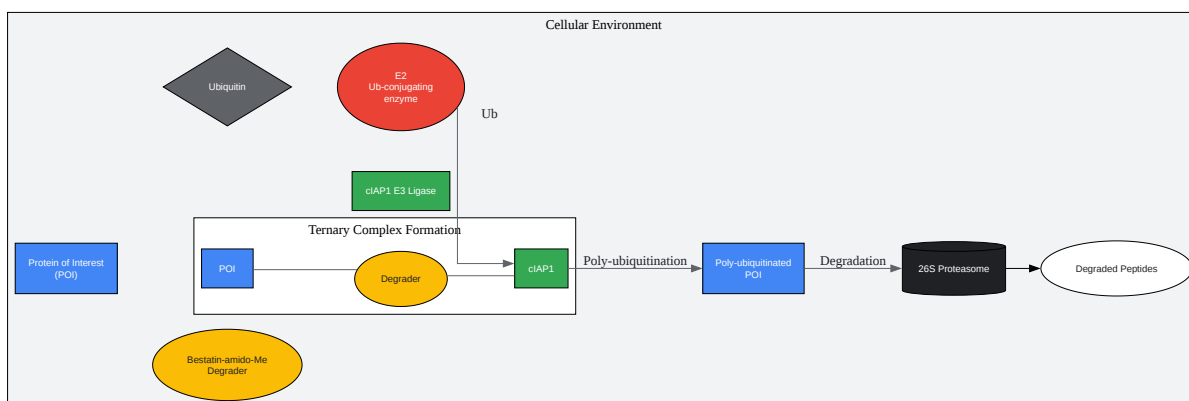 Cellular Environment
Ubiquitin
E2
Ub-conjugating
enzyme
Ub
cIAP1 E3 Ligase
Ternary Complex Formation
Protein of Interest
(POI)
POI
Degrader
cIAP1
Poly-ubiquitination
Poly-ubiquitinated
POI
Degradation
26S Proteasome
Degraded Peptides
Bestatin-amido-Me
Degrader